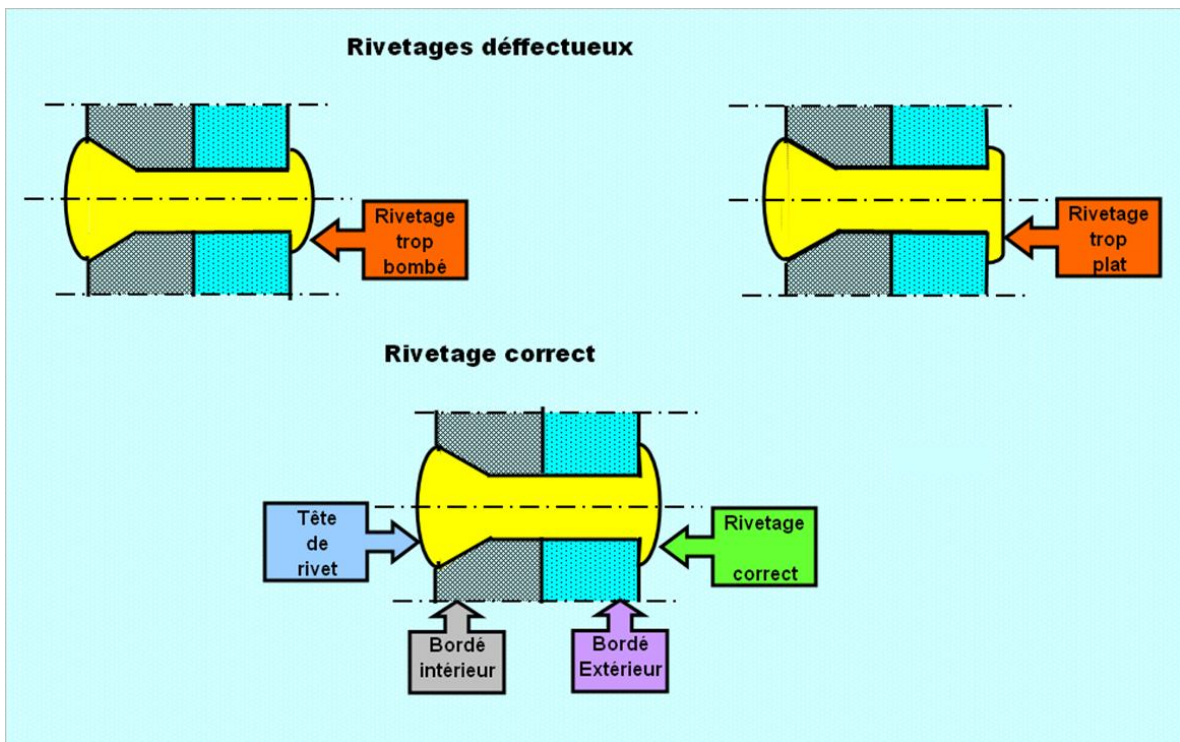 Rivetages déffectueux
Rivetage
trop
bombé
Rivetage
trop
plat
Rivetage correct
Tête
de
rivet
Rivetage
correct
Bordé
intérieur
Bordé
Extérieur